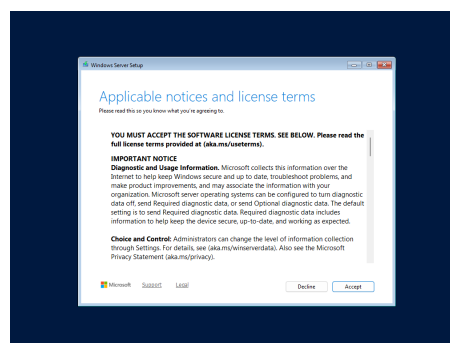 Windows Server Setup
Applicable notices and license terms
Please read this so you know what you're agreeing to.
YOU MUST ACCEPT THE SOFTWARE LICENSE TERMS. SEE BELOW. Please read the
full license terms provided at (aka.ms/useterms).
IMPORTANT NOTICE
Diagnostic and Usage Information. Microsoft collects this information over the
Internet to help keep Windows secure and up to date, troubleshoot problems, and
make product improvements, and may associate the information with your
organization. Microsoft server operating systems can be configured to turn diagnostic
data off, send Required diagnostic data, or send Optional diagnostic data. The default
setting is to send Required diagnostic data. Required diagnostic data includes
information to help keep the device secure, up-to-date, and working as expected.
Choice and Control: Administrators can change the level of information collection
through Settings. For details, see (aka.ms/winserverdata). Also see the Microsoft
Privacy Statement (aka.ms/privacy).
Microsoft Support Legal Decline Accept